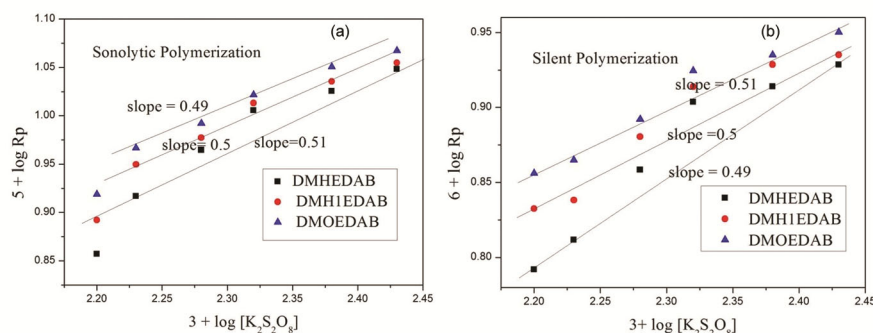 (a)
Sonolytic Polymerization
slope = 0.49
slope=0.5
slope=0.51
DMHEDAB
DMH1EDAB
DMOEDAB
5 + log Rp
1.10
1.05
1.00
0.95
0.90
0.85
2.20 2.25 2.30 2.35 2.40 2.45
3 + log [K2S2O8]
(b)
Silent Polymerization
slope = 0.51
slope = 0.5
slope = 0.49
DMHEDAB
DMH1EDAB
DMOEDAB
6 + log Rp
0.95
0.90
0.85
0.80
2.20 2.25 2.30 2.35 2.40 2.45
3+ log [K2S2O8]